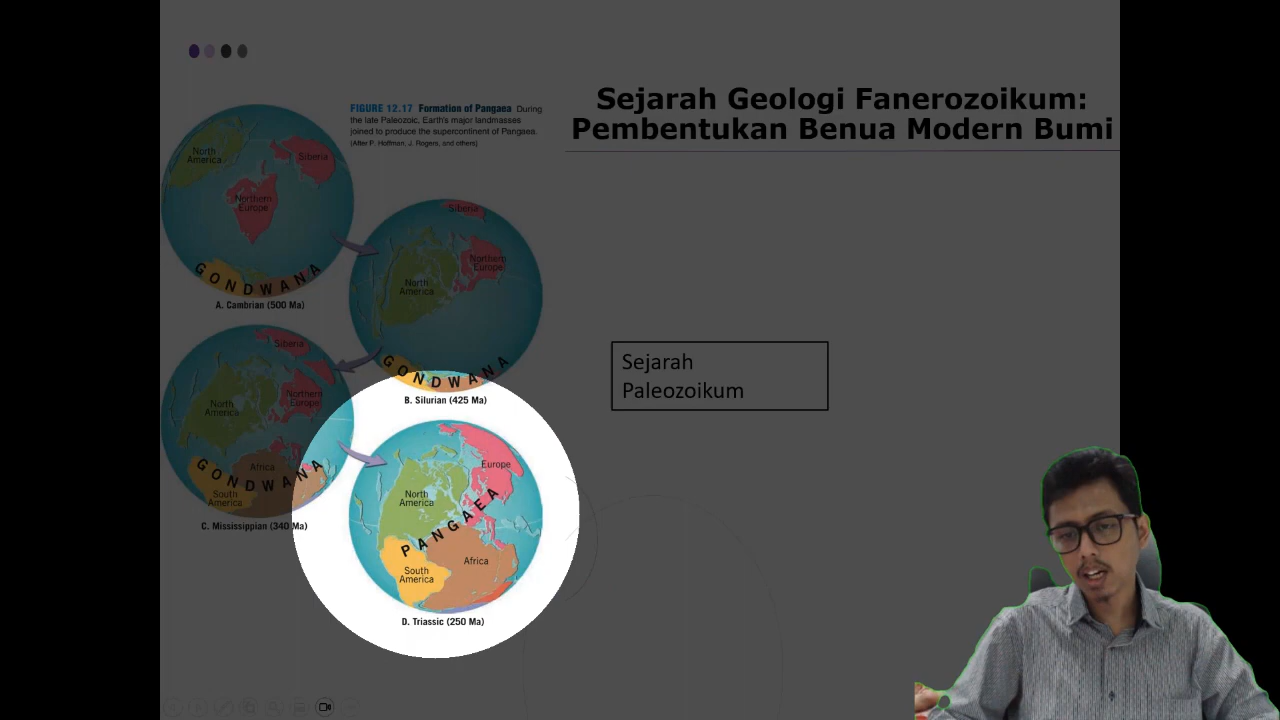 Sejarah Geologi Fanerozoikum:
Pembentukan Benua Modern Bumi
FIGURE 12.17 Formation of Pangaea During
the late Paleozoic, Earth's major landmasses
joined to produce the supercontinent of Pangaea.
(After P. Hoffman, J. Rogers, and others)
North
America
Siberia
Northern
Europe
GONDWANA
A. Cambrian (500 Ma)
Siberia
Northern
Europe
North
America
GONDWANA
B. Silurian (425 Ma)
Siberia
Northern
Europe
North
America
Africa
GONDWANA
South
America
C. Mississippian (340 Ma)
Europe
North
America
PANGAEA
Africa
South
America
D. Triassic (250 Ma)
Sejarah
Paleozoikum